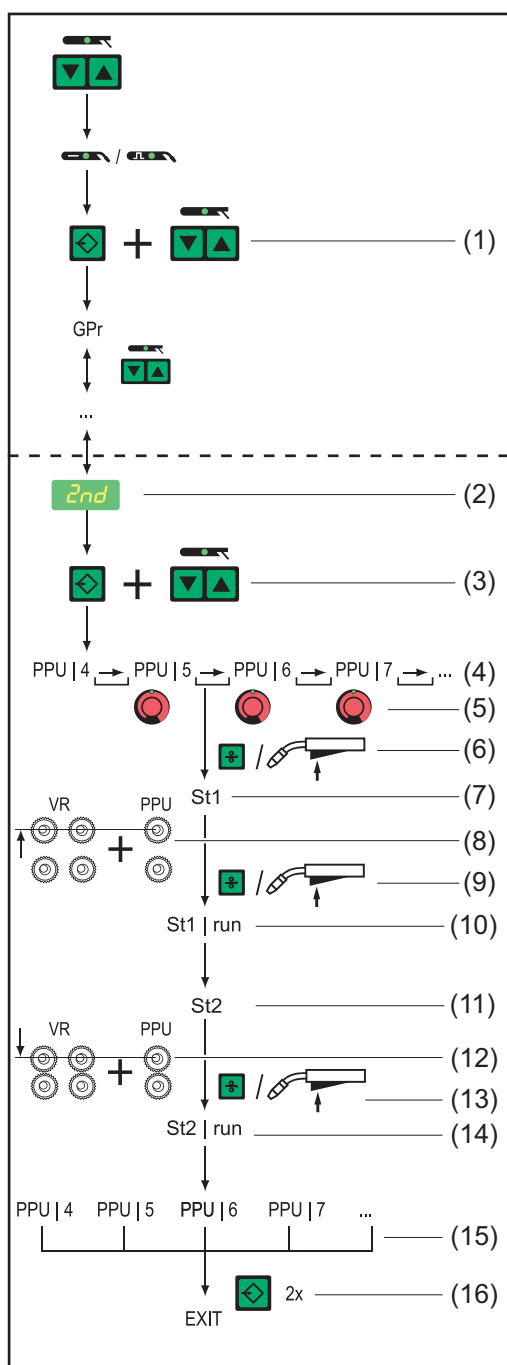 /
+
(1)
GPr
...
2nd
(2)
+
(3)
PPU | 4 PPU | 5 PPU | 6 PPU | 7 ...
(4)
(5)
/
(6)
St1
(7)
VR PPU
+
(8)
/
(9)
St1 | run
(10)
St2
(11)
VR PPU
+
(12)
/
(13)
St2 | run
(14)
PPU | 4 PPU | 5 PPU | 6 PPU | 7 ...
(15)
2x
(16)
EXIT